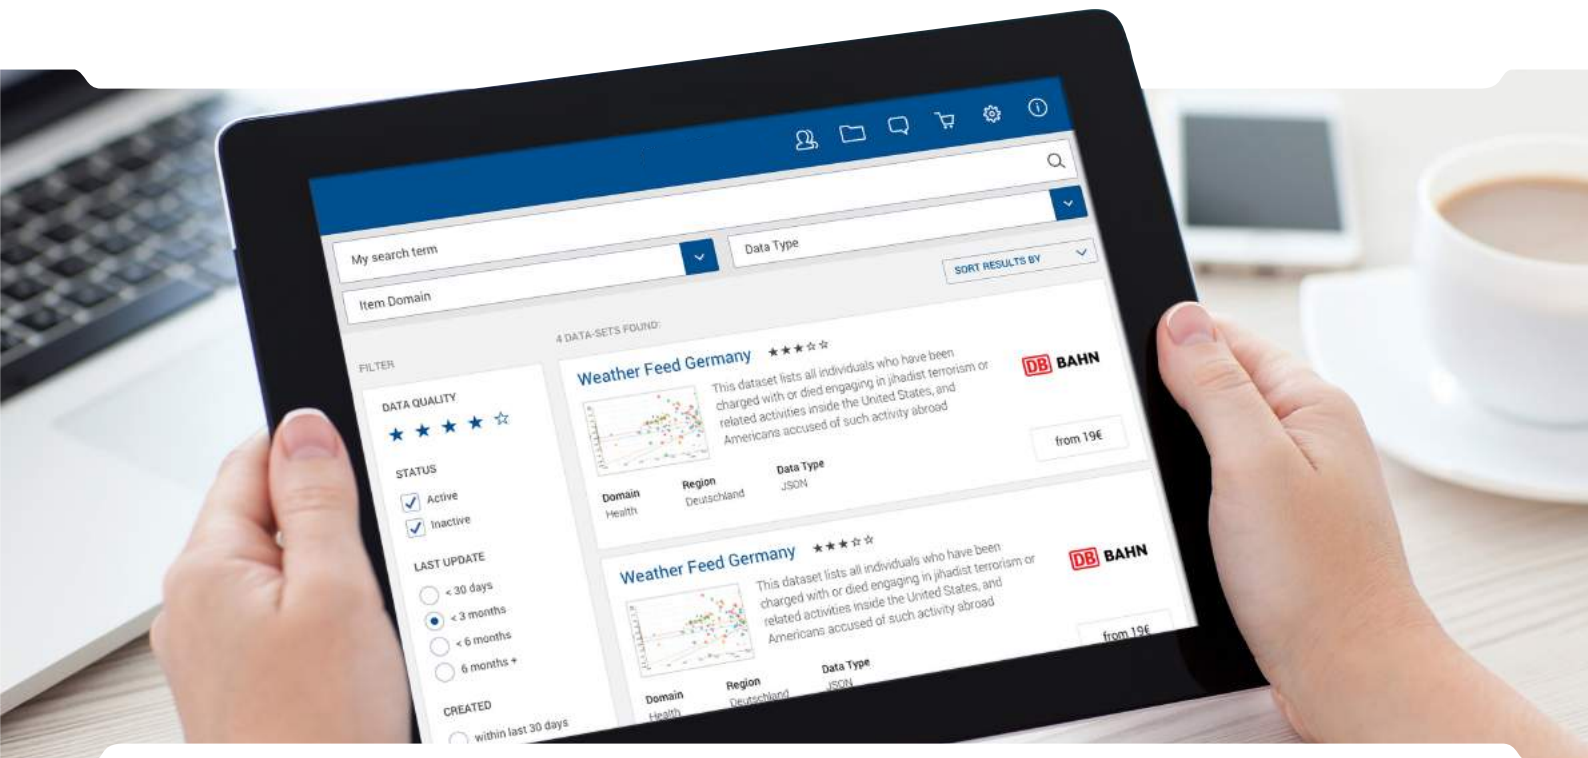 My search term
Item Domain
Data Type
SORT RESULTS BY
FILTER
4 DATA-SETS FOUND:
DATA QUALITY
STATUS
Active
Inactive
LAST UPDATE
< 30 days
< 3 months
< 6 months
6 months +
CREATED
within last 30 days
Weather Feed Germany
This dataset lists all individuals who have been
charged with or died engaging in jihadist terrorism or
related activities inside the United States, and
Americans accused of such activity abroad
DB BAHN
from 19€
Domain
Health
Region
Deutschland
Data Type
JSON
Weather Feed Germany
This dataset lists all individuals who have been
charged with or died engaging in jihadist terrorism or
related activities inside the United States, and
Americans accused of such activity abroad
DB BAHN
from 19€
Domain
Health
Region
Deutschland
Data Type
JSON